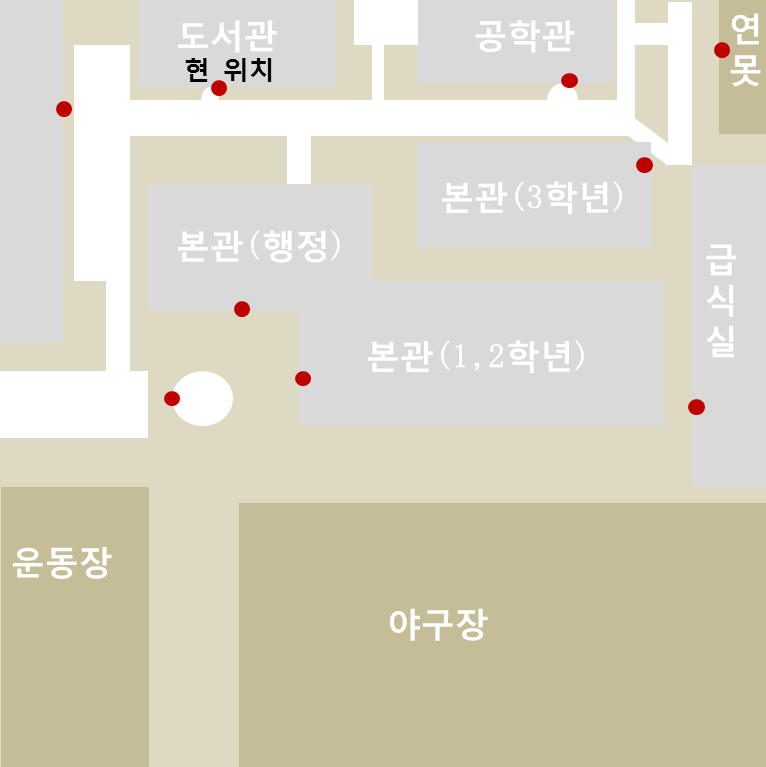 도서관
현 위치
공학관
연못
본관(3학년)
본관(행정)
급식실
본관(1,2학년)
운동장
야구장